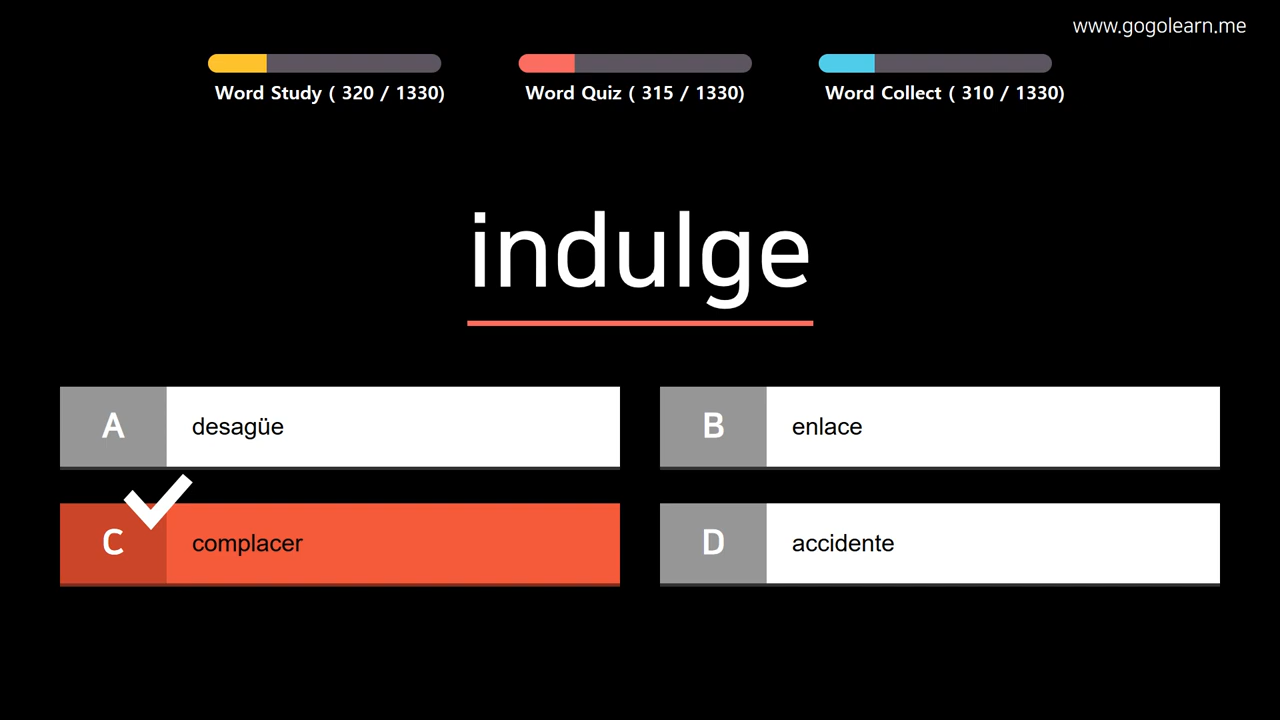 www.gogolearn.me
Word Study ( 320 / 1330)
Word Quiz ( 315 / 1330)
Word Collect ( 310 / 1330)
indulge
A desagüe
B enlace
C complacer
D accidente